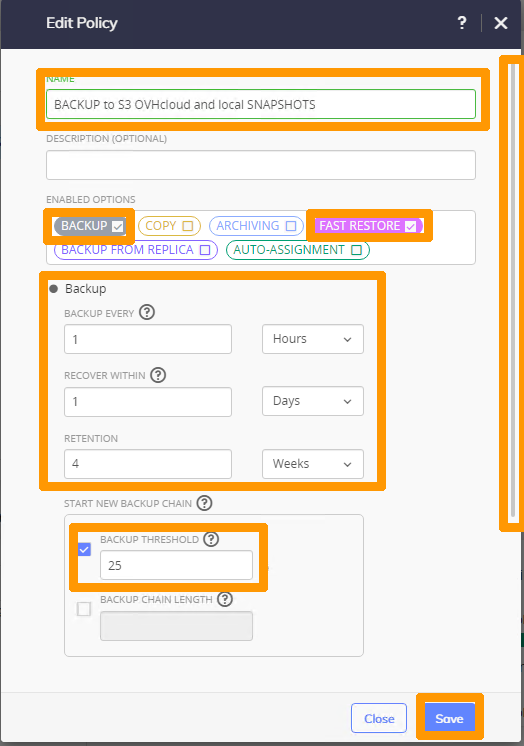 Edit Policy ?
NAME
BACKUP to S3 OVHcloud and local SNAPSHOTS
DESCRIPTION (OPTIONAL)
ENABLED OPTIONS
BACKUP COPY ARCHIVING FAST RESTORE
BACKUP FROM REPLICA AUTO-ASSIGNMENT
Backup
BACKUP EVERY ?
1 Hours
RECOVER WITHIN ?
1 Days
RETENTION
4 Weeks
START NEW BACKUP CHAIN ?
BACKUP THRESHOLD ?
25
BACKUP CHAIN LENGTH ?
Close Save